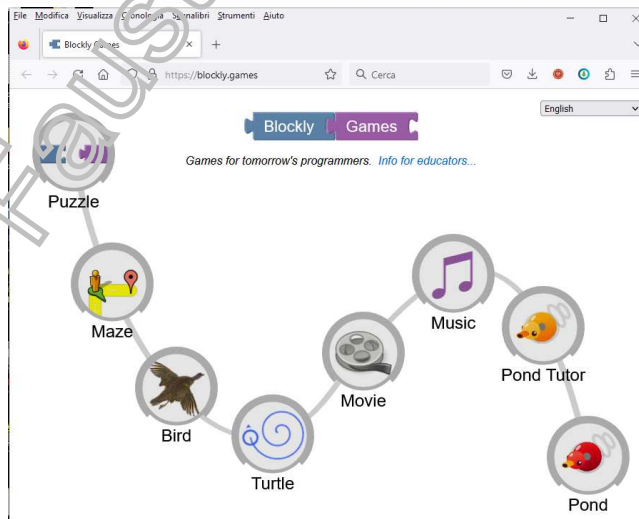 File Modifica Visualizza Cronologia Segnalibri Strumenti Aiuto
Blockly Games
https://blockly.games
Cerca
English
Blockly Games
Games for tomorrow's programmers. Info for educators...
Puzzle
Maze
Bird
Turtle
Movie
Music
Pond Tutor
Pond